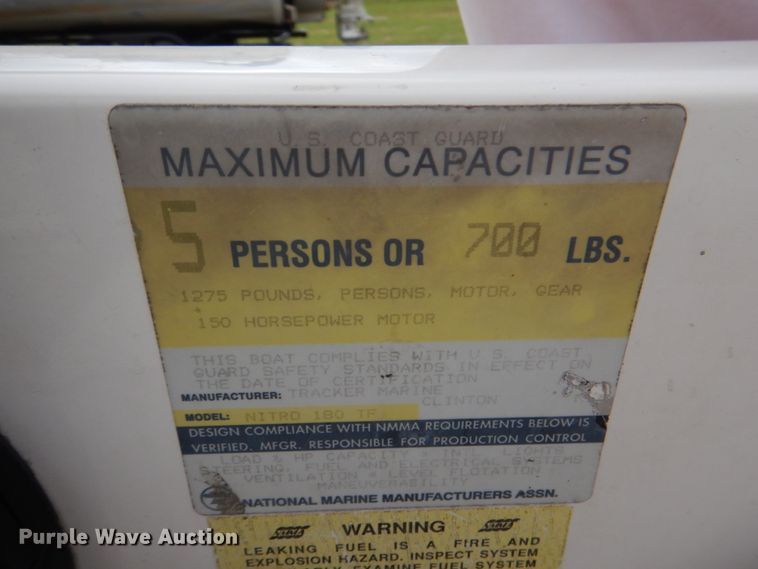 U.S. COAST GUARD
MAXIMUM CAPACITIES
5 PERSONS OR 700 LBS.
1275 POUNDS, PERSONS, MOTOR, GEAR
150 HORSEPOWER MOTOR
THIS BOAT COMPLIES WITH U.S. COAST
GUARD SAFETY STANDARDS IN EFFECT ON
THE DATE OF CERTIFICATION
MANUFACTURER: TRACKER MARINE
CLINTON
MODEL: NITRO 180 TF
DESIGN COMPLIANCE WITH NMMA REQUIREMENTS BELOW IS
VERIFIED. MFGR. RESPONSIBLE FOR PRODUCTION CONTROL
LOAD & HP CAPACITY * INTL LIGHTS
STEERING, FUEL AND ELECTRICAL SYSTEMS
VENTILATION * LEVEL FLOTATION
MANEUVERABILITY
NATIONAL MARINE MANUFACTURERS ASSN.
WARNING
LEAKING FUEL IS A FIRE AND
EXPLOSION HAZARD. INSPECT SYSTEM
EXAMINE FUEL SYSTEM
Purple Wave Auction